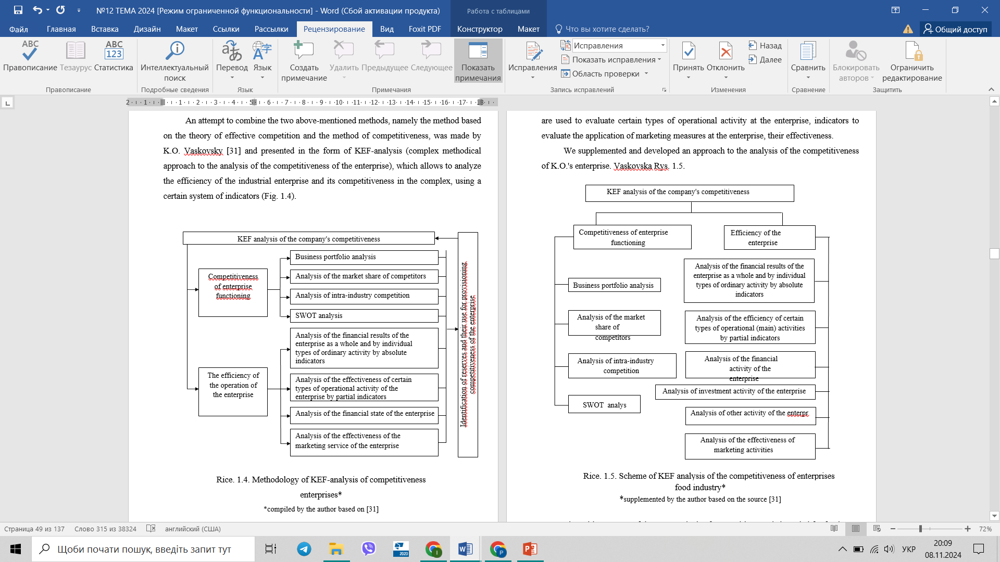 №12 ТЕМА 2024 [Режим ограниченной функциональности] - Word (Сбой активации продукта)
Работа с таблицами
Файл Главная Вставка Дизайн Макет Ссылки Рассылки Рецензирование Вид Foxit PDF Конструктор Макет Что вы хотите сделать? Общий доступ
ABC
Правописание
Тезаурус
ABC
123
Статистика
Правописание
Интеллектуальный
поиск
Подробные сведения
Перевод
Язык
Язык
Создать
примечание
Удалить
Предыдущее
Следующее
Показать
примечания
Примечания
Исправления
Исправления
Показать исправления
Область проверки
Запись исправлений
Принять
Отклонить
Назад
Далее
Изменения
Сравнить
Сравнение
Блокировать
авторов
Ограничить
редактирование
Защитить
L
2 1 1 2 3 4 5 6 7 8 9 10 11 12 13 14 15 16 17 18
An attempt to combine the two above-mentioned methods, namely the method based
on the theory of effective competition and the method of competitiveness, was made by
K.O. Vaskovsky [31] and presented in the form of KEF-analysis (complex methodical
approach to the analysis of the competitiveness of the enterprise), which allows to analyze
the efficiency of the industrial enterprise and its competitiveness in the complex, using a
certain system of indicators (Fig. 1.4).
KEF analysis of the company's competitiveness
Competitiveness
of enterprise
functioning
Business portfolio analysis
Analysis of the market share of competitors
Analysis of intra-industry competition
SWOT analysis
The efficiency of
the operation of
the enterprise
Analysis of the financial results of the
enterprise as a whole and by individual
types of ordinary activity by absolute
indicators
Analysis of the effectiveness of certain
types of operational activity of the
enterprise by partial indicators
Analysis of the financial state of the enterprise
Analysis of the effectiveness of the
marketing service of the enterprise
Identification of reserves and their use for provisioning
competitiveness of the enterprise
Rice. 1.4. Methodology of KEF-analysis of competitiveness
enterprises*
*compiled by the author based on [31]
are used to evaluate certain types of operational activity at the enterprise, indicators to
evaluate the application of marketing measures at the enterprise, their effectiveness.
We supplemented and developed an approach to the analysis of the competitiveness
of K.O.'s enterprise. Vaskovska Rys. 1.5.
KEF analysis of the company's competitiveness
Competitiveness of enterprise
functioning
Business portfolio analysis
Analysis of the market
share of
competitors
Analysis of intra-industry
competition
SWOT analys
Efficiency of the
enterprise
Analysis of the financial results of the
enterprise as a whole and by individual
types of ordinary activity by absolute
indicators
Analysis of the efficiency of certain
types of operational (main) activities
by partial indicators
Analysis of the financial
activity of the
enterprise
Analysis of investment activity of the enterprise
Analysis of other activity of the enterpr
Analysis of the effectiveness of
marketing activities
Rice. 1.5. Scheme of KEF analysis of the competitiveness of enterprises
food industry*
*supplemented by the author based on the source [31]
Страница 49 из 137 Слово 315 из 38324 английский (США) 72%
Щоби почати пошук, введіть запит тут
2020
УКР
20:09
08.11.2024